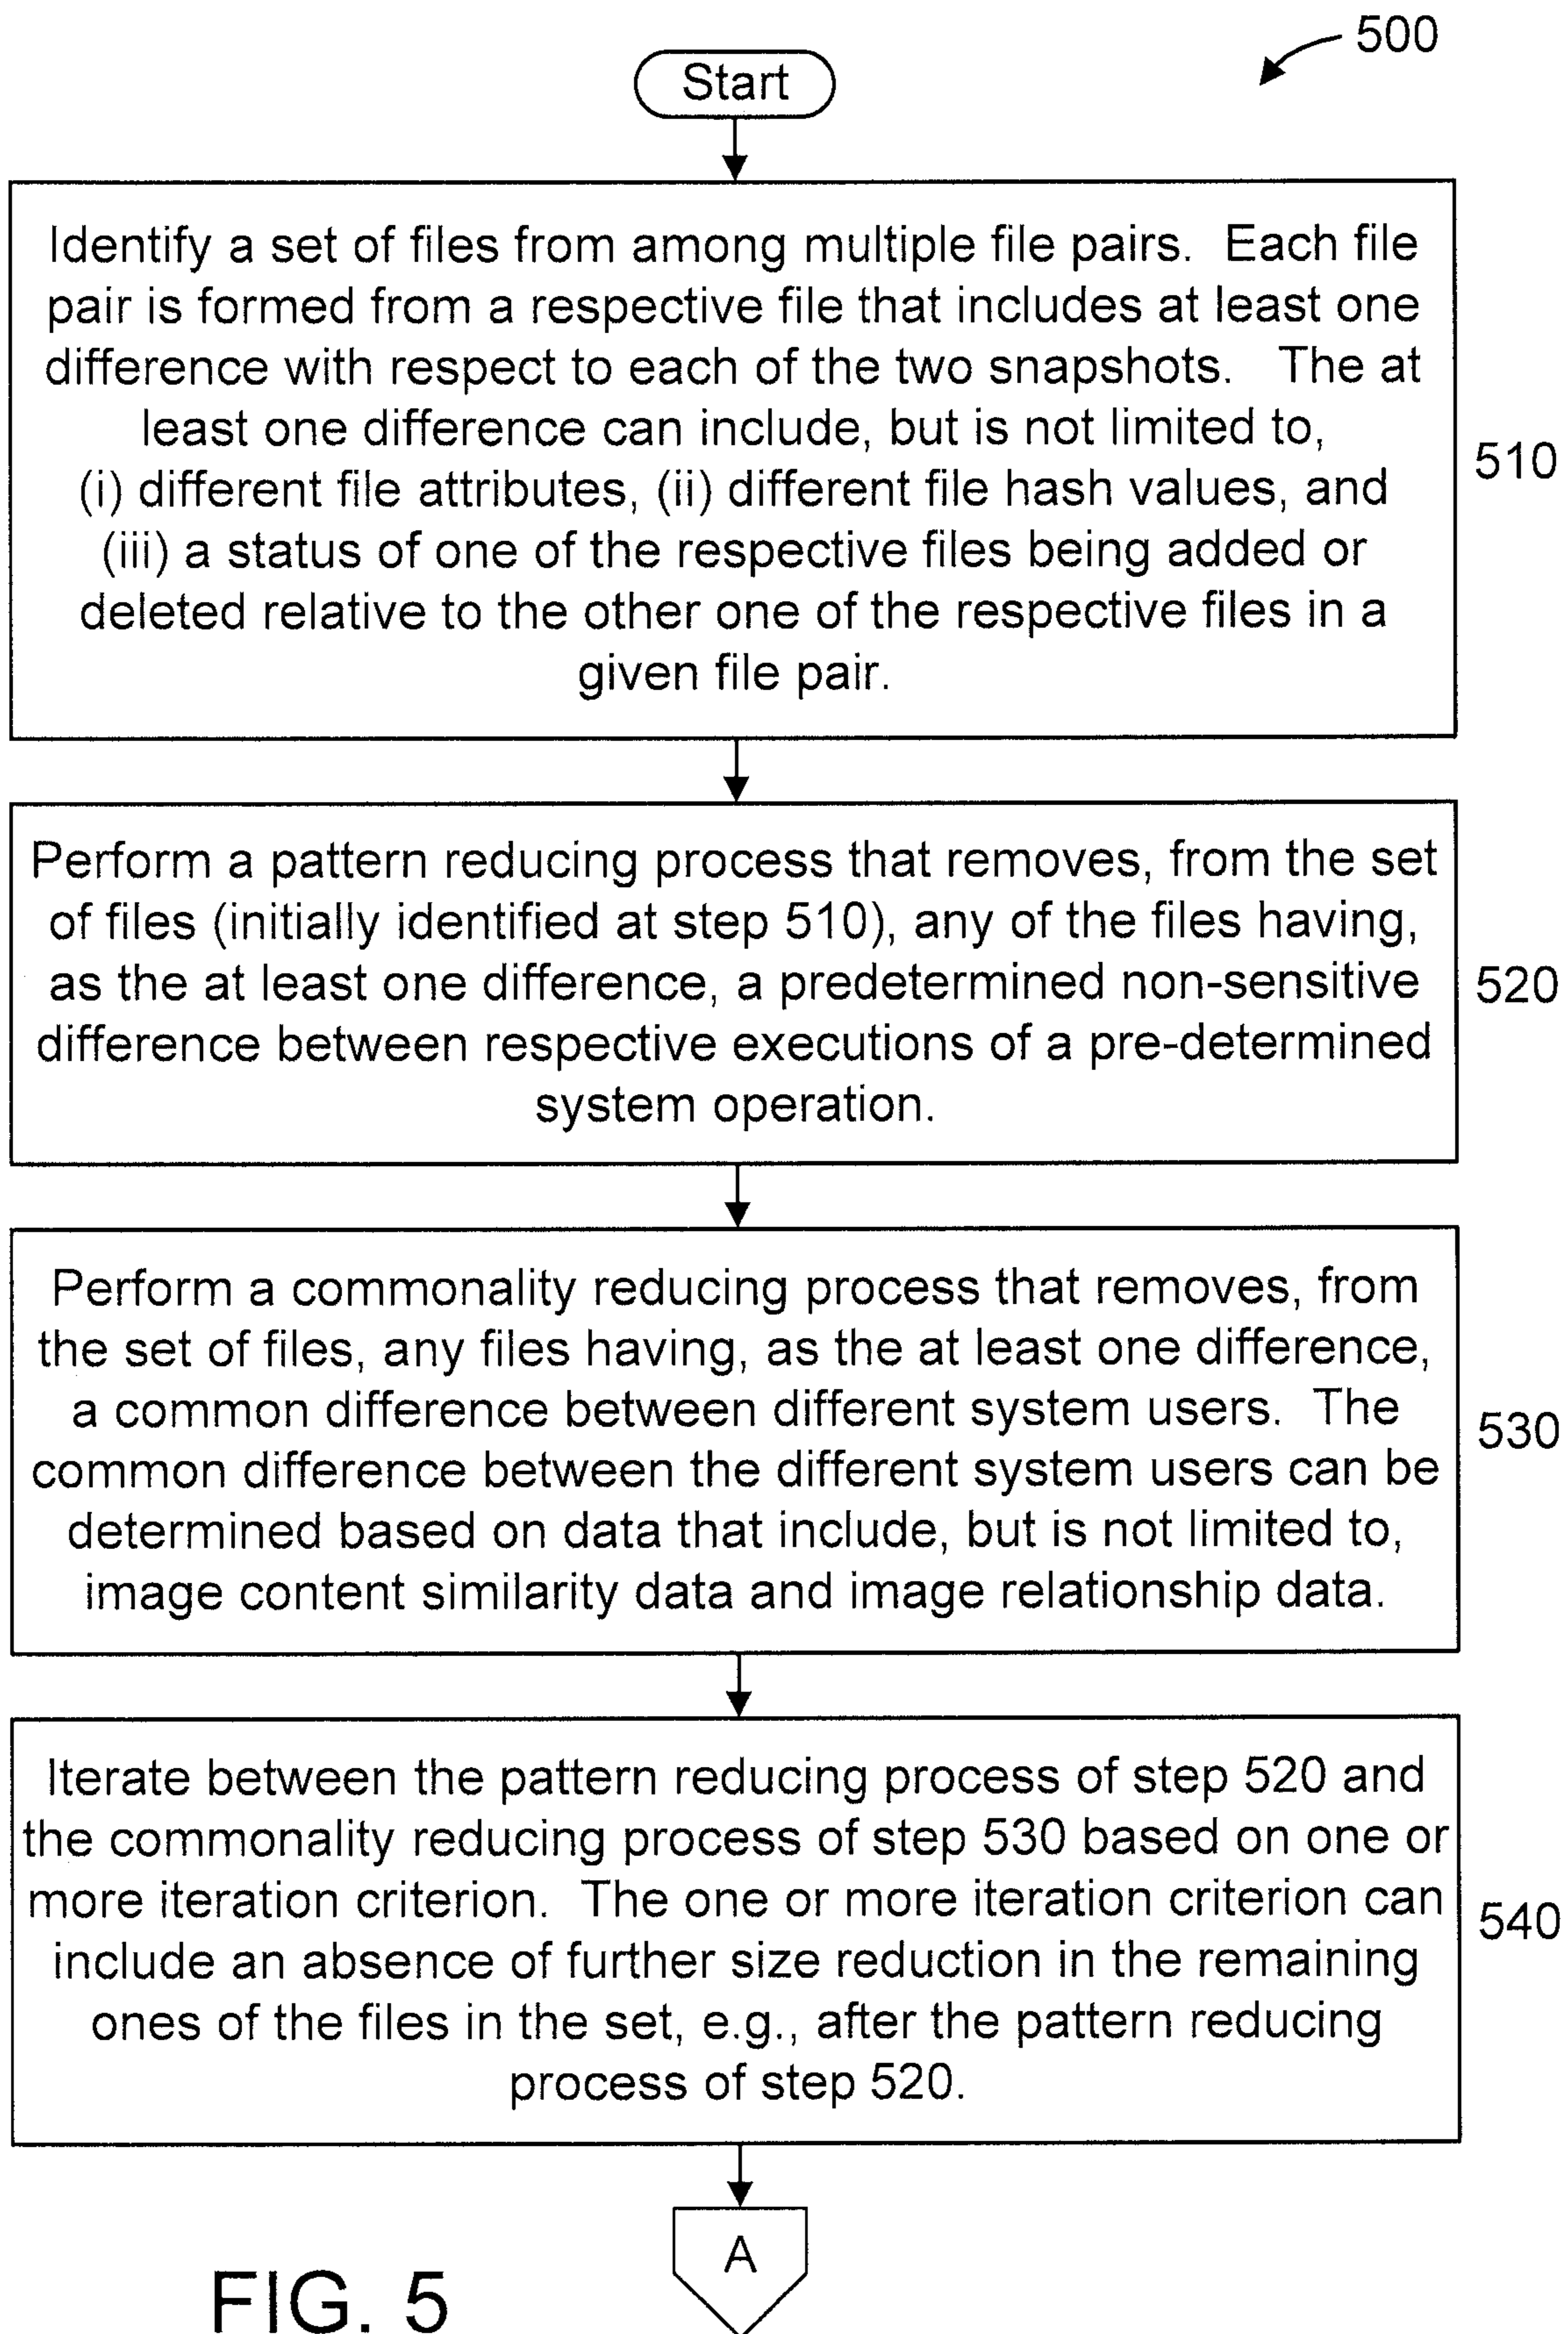 500
Start
Identify a set of files from among multiple file pairs. Each file
pair is formed from a respective file that includes at least one
difference with respect to each of the two snapshots. The at
least one difference can include, but is not limited to,
(i) different file attributes, (ii) different file hash values, and
(iii) a status of one of the respective files being added or
deleted relative to the other one of the respective files in a
given file pair.
510
Perform a pattern reducing process that removes, from the set
of files (initially identified at step 510), any of the files having,
as the at least one difference, a predetermined non-sensitive
difference between respective executions of a pre-determined
system operation.
520
Perform a commonality reducing process that removes, from
the set of files, any files having, as the at least one difference,
a common difference between different system users. The
common difference between the different system users can be
determined based on data that include, but is not limited to,
image content similarity data and image relationship data.
530
Iterate between the pattern reducing process of step 520 and
the commonality reducing process of step 530 based on one or
more iteration criterion. The one or more iteration criterion can
include an absence of further size reduction in the remaining
ones of the files in the set, e.g., after the pattern reducing
process of step 520.
540
A
FIG. 5